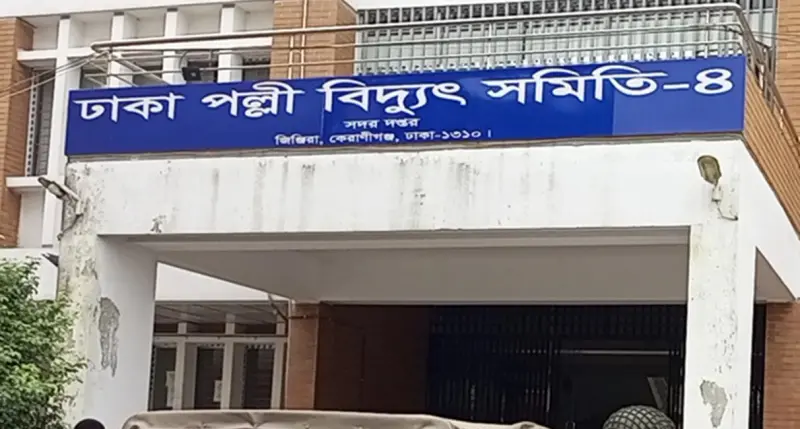 ঢাকা পল্লী বিদ্যুৎ সমিতি-৪
সদর দপ্তর
জিঞ্জিরা, কেরাণীগঞ্জ, ঢাকা-১৩১০ ।